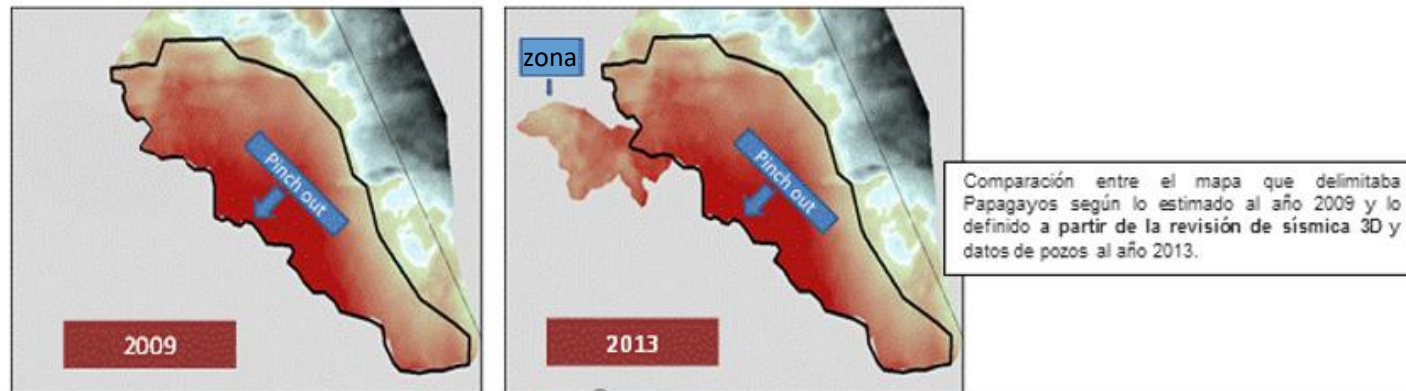 Pinch out
2009
zona
Pinch out
2013
Comparación entre el mapa que delimitaba
Papagayos según lo estimado al año 2009 y lo
definido a partir de la revisión de sísmica 3D y
datos de pozos al año 2013.